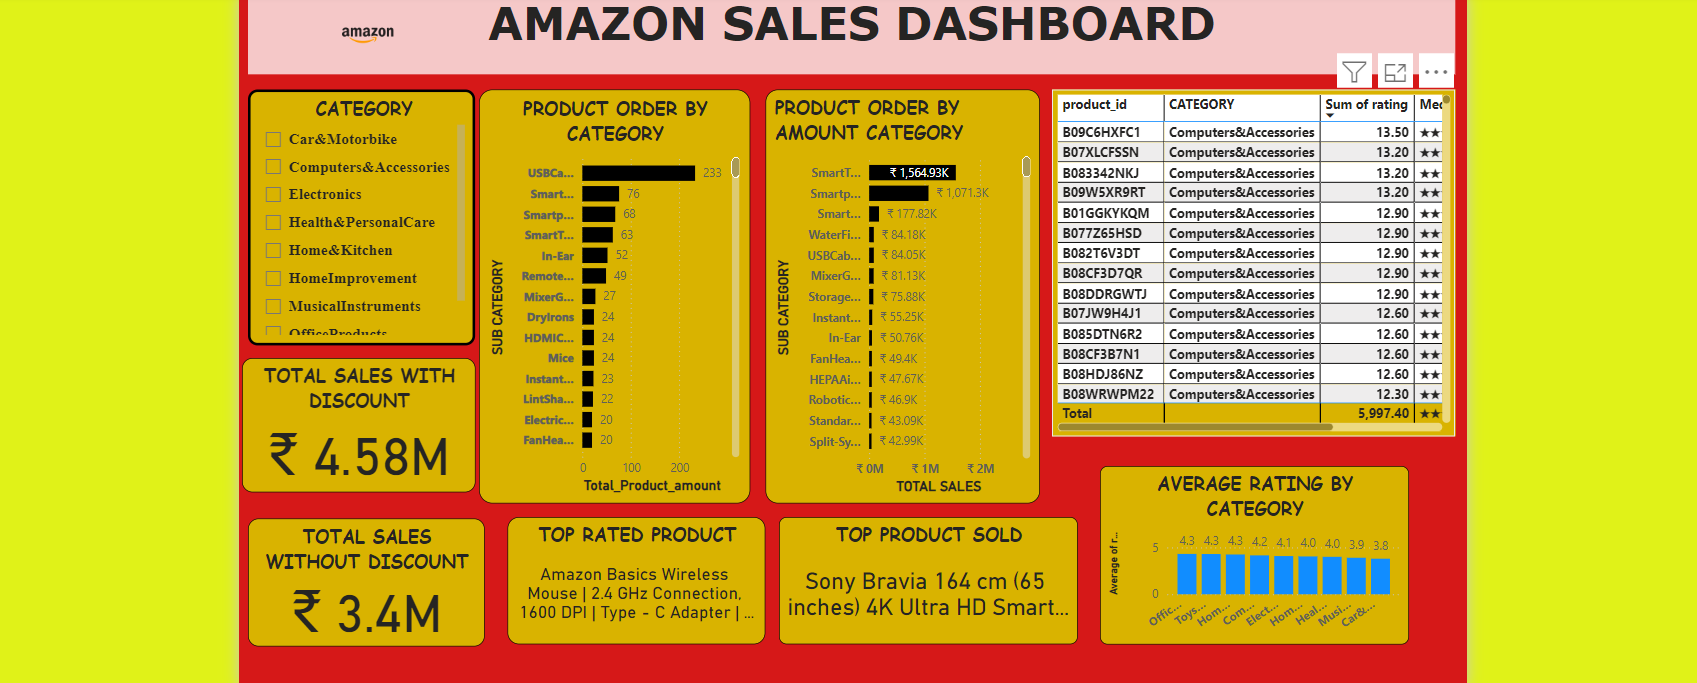 amazon
AMAZON SALES DASHBOARD
CATEGORY
Car&Motorbike
Computers&Accessories
Electronics
Health&PersonalCare
Home&Kitchen
HomeImprovement
MusicalInstruments
OfficeProducts
TOTAL SALES WITH
DISCOUNT
₹ 4.58M
TOTAL SALES
WITHOUT DISCOUNT
₹ 3.4M
PRODUCT ORDER BY
CATEGORY
SUB CATEGORY
USBCa... 233
Smart... 76
Smartp... 68
SmartT... 63
In-Ear 52
Remote... 49
MixerG... 27
DryIrons 24
HDMIC... 24
Mice 24
Instant... 23
LintSha... 22
Electric... 20
FanHea... 20
0 100 200
Total_Product_amount
PRODUCT ORDER BY
AMOUNT CATEGORY
SUB CATEGORY
SmartT... ₹ 1,564.93K
Smartp... ₹ 1,071.3K
Smart... ₹ 177.82K
WaterFi... ₹ 84.18K
USBCab... ₹ 84.05K
MixerG... ₹ 81.13K
Storage... ₹ 75.88K
Instant... ₹ 55.25K
In-Ear ₹ 50.76K
FanHea... ₹ 49.4K
HEPAAi... ₹ 47.67K
Robotic... ₹ 46.9K
Standar... ₹ 43.09K
Split-Sy... ₹ 42.99K
₹ 0M ₹ 1M ₹ 2M
TOTAL SALES
product_id CATEGORY Sum of rating Mec
B09C6HXFC1 Computers&Accessories 13.50 ★★
B07XLCFSSN Computers&Accessories 13.20 ★★
B083342NKJ Computers&Accessories 13.20 ★★
B09W5XR9RT Computers&Accessories 13.20 ★★
B01GGKYKQM Computers&Accessories 12.90 ★★
B077Z65HSD Computers&Accessories 12.90 ★★
B082T6V3DT Computers&Accessories 12.90 ★★
B08CF3D7QR Computers&Accessories 12.90 ★★
B08DDRGWTJ Computers&Accessories 12.90 ★★
B07JW9H4J1 Computers&Accessories 12.60 ★★
B085DTN6R2 Computers&Accessories 12.60 ★★
B08CF3B7N1 Computers&Accessories 12.60 ★★
B08HDJ86NZ Computers&Accessories 12.60 ★★
B08WRWPM22 Computers&Accessories 12.30 ★★
Total 5,997.40 ★★
TOP RATED PRODUCT
Amazon Basics Wireless
Mouse | 2.4 GHz Connection,
1600 DPI | Type - C Adapter | ...
TOP PRODUCT SOLD
Sony Bravia 164 cm (65
inches) 4K Ultra HD Smart...
AVERAGE RATING BY
CATEGORY
Average of r...
5
0
4.3 4.3 4.3 4.2 4.1 4.0 4.0 3.9 3.8
Offic... Toys... Hom... Com... Elect... Hom... Heal... Musi... Car&...